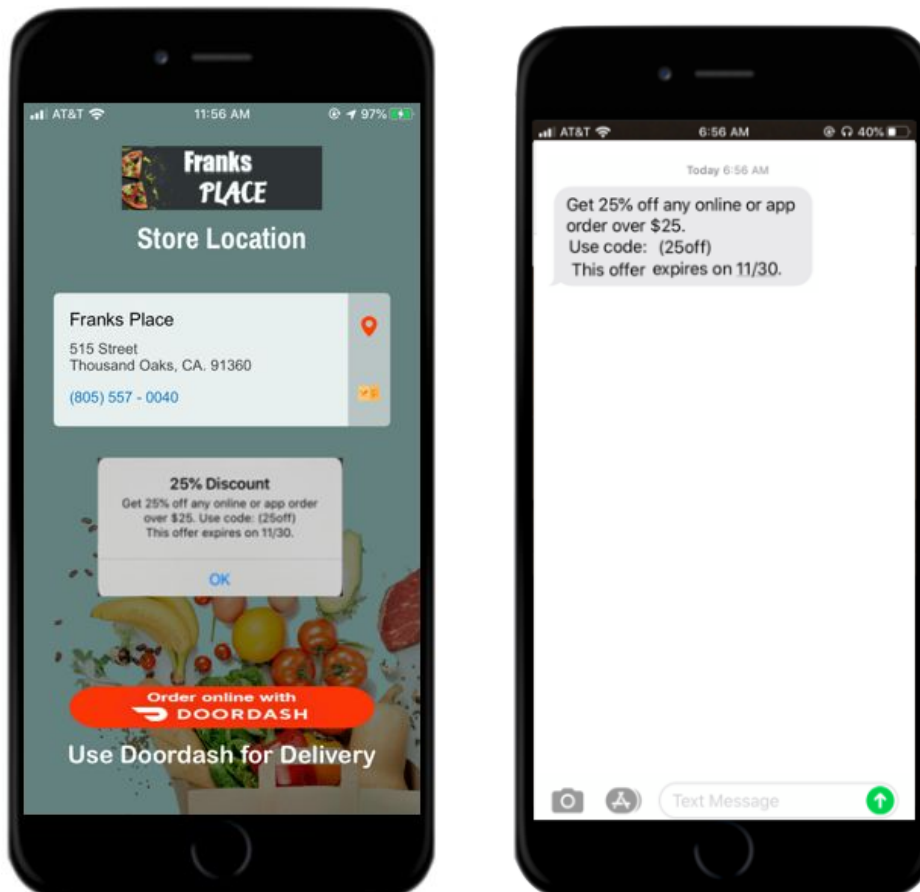 AT&T 11:56 AM 97%
Franks
PLACE
Store Location
Franks Place
515 Street
Thousand Oaks, CA. 91360
(805) 557 - 0040
25% Discount
Get 25% off any online or app order
over $25. Use code: (25off)
This offer expires on 11/30.
OK
Order online with
DOORDASH
Use Doordash for Delivery
AT&T 6:56 AM 40%
Today 6:56 AM
Get 25% off any online or app
order over $25.
Use code: (25off)
This offer expires on 11/30.
Text Message